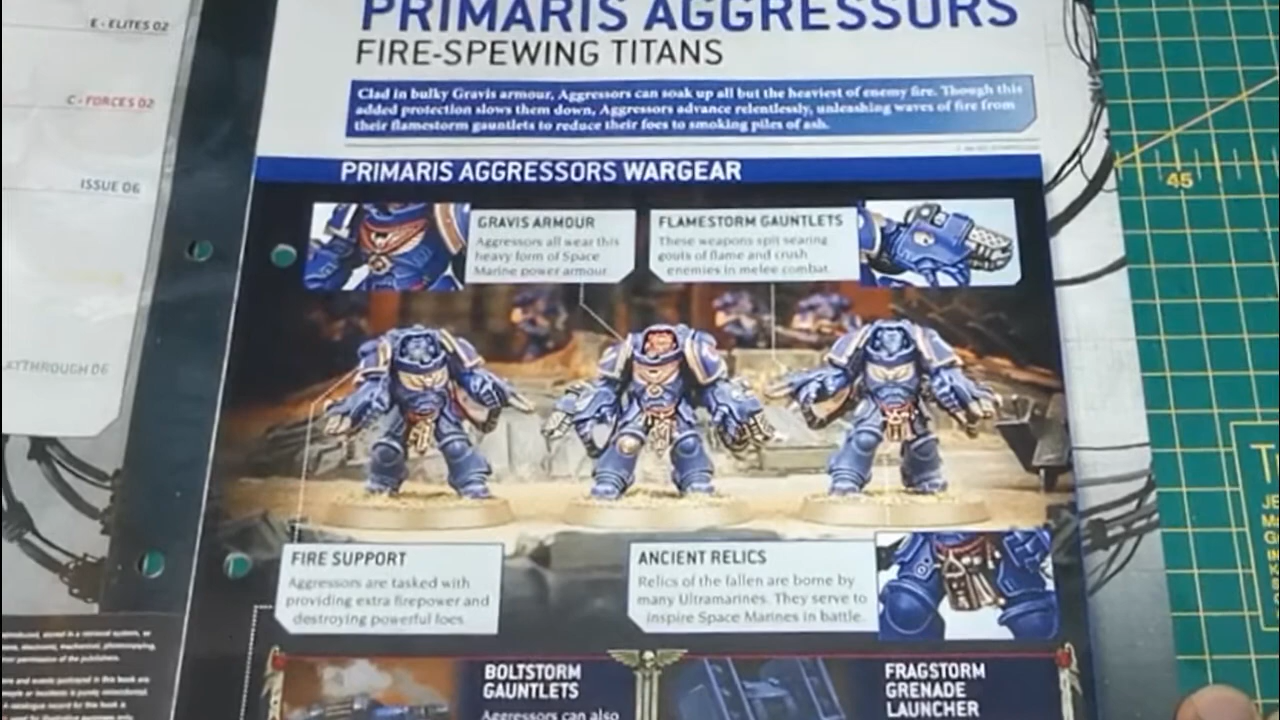 E - ELITES 02
C - FORCES 02
ISSUE 06
AYTHROUGH 06
PRIMARIS AGGRESSORS
FIRE-SPEWING TITANS
Clad in bulky Gravis armour, Aggressors can soak up all but the heaviest of enemy fire. Though this
added protection slows them down, Aggressors advance relentlessly, unleashing waves of fire from
their flamestorm gauntlets to reduce their foes to smoking piles of ash.
PRIMARIS AGGRESSORS WARGEAR
GRAVIS ARMOUR
Aggressors all wear this
heavy form of Space
Marine power armour.
FLAMESTORM GAUNTLETS
These weapons spit searing
gouts of flame and crush
enemies in melee combat.
FIRE SUPPORT
Aggressors are tasked with
providing extra firepower and
destroying powerful foes.
ANCIENT RELICS
Relics of the fallen are borne by
many Ultramarines. They serve to
inspire Space Marines in battle.
BOLTSTORM
GAUNTLETS
Aggressors can also
FRAGSTORM
GRENADE
LAUNCHER
45